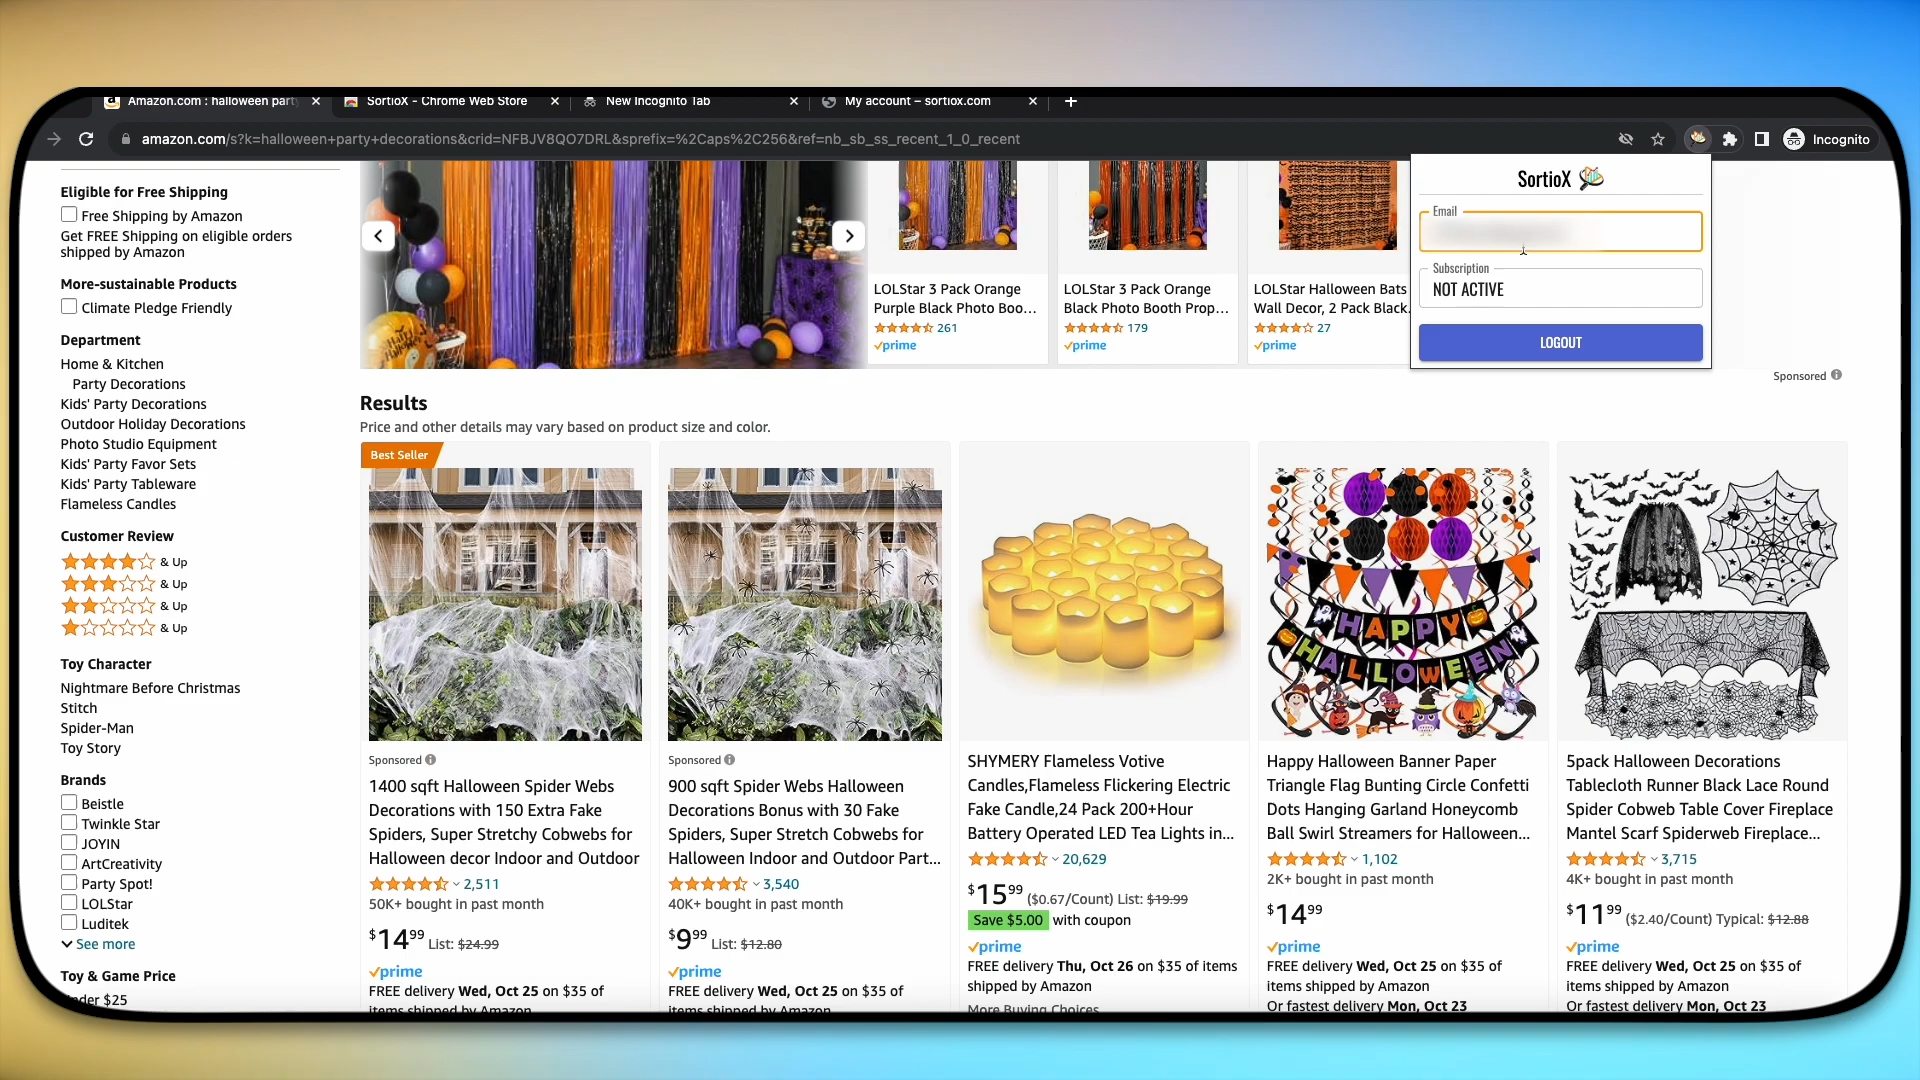 Amazon.com : halloween part
SortioX - Chrome Web Store
New Incognito Tab
My account – sortiox.com
amazon.com/s?k=halloween+party+decorations&crid=NFBJV8QO7DRL&sprefix=%2Caps%2C256&ref=nb_sb_ss_recent_1_0_recent
Incognito
SortioX
Email
Subscription
NOT ACTIVE
LOGOUT
Eligible for Free Shipping
Free Shipping by Amazon
Get FREE Shipping on eligible orders
shipped by Amazon
More-sustainable Products
Climate Pledge Friendly
Department
Home & Kitchen
Party Decorations
Kids' Party Decorations
Outdoor Holiday Decorations
Photo Studio Equipment
Kids' Party Favor Sets
Kids' Party Tableware
Flameless Candles
Customer Review
& Up
& Up
& Up
& Up
Toy Character
Nightmare Before Christmas
Stitch
Spider-Man
Toy Story
Brands
Beistle
Twinkle Star
JOYIN
ArtCreativity
Party Spot!
LOLStar
Luditek
See more
Toy & Game Price
$25
LOLStar 3 Pack Orange
Purple Black Photo Boo...
261
prime
LOLStar 3 Pack Orange
Black Photo Booth Prop...
179
prime
LOLStar Halloween Bats
Wall Decor, 2 Pack Black
27
prime
Sponsored
Results
Price and other details may vary based on product size and color.
Best Seller
Sponsored
1400 sqft Halloween Spider Webs
Decorations with 150 Extra Fake
Spiders, Super Stretchy Cobwebs for
Halloween decor Indoor and Outdoor
2,511
50K+ bought in past month
$14 99 List: $24.99
prime
FREE delivery Wed, Oct 25 on $35 of
items shipped by Amazon
Sponsored
900 sqft Spider Webs Halloween
Decorations Bonus with 30 Fake
Spiders, Super Stretch Cobwebs for
Halloween Indoor and Outdoor Part...
3,540
40K+ bought in past month
$9 99 List: $12.80
prime
FREE delivery Wed, Oct 25 on $35 of
items shipped by Amazon
SHYMERY Flameless Votive
Candles,Flameless Flickering Electric
Fake Candle,24 Pack 200+Hour
Battery Operated LED Tea Lights in...
20,629
$15 99 ($0.67/Count) List: $19.99
Save $5.00 with coupon
prime
FREE delivery Thu, Oct 26 on $35 of items
shipped by Amazon
More Buying Choices
HAPPY
HALLOWEEN
Happy Halloween Banner Paper
Triangle Flag Bunting Circle Confetti
Dots Hanging Garland Honeycomb
Ball Swirl Streamers for Halloween...
1,102
2K+ bought in past month
$14 99
prime
FREE delivery Wed, Oct 25 on $35 of
items shipped by Amazon
Or fastest delivery Mon, Oct 23
5pack Halloween Decorations
Tablecloth Runner Black Lace Round
Spider Cobweb Table Cover Fireplace
Mantel Scarf Spiderweb Fireplace...
3,715
4K+ bought in past month
$11 99 ($2.40/Count) Typical: $12.88
prime
FREE delivery Wed, Oct 25 on $35 of
items shipped by Amazon
Or fastest delivery Mon, Oct 23